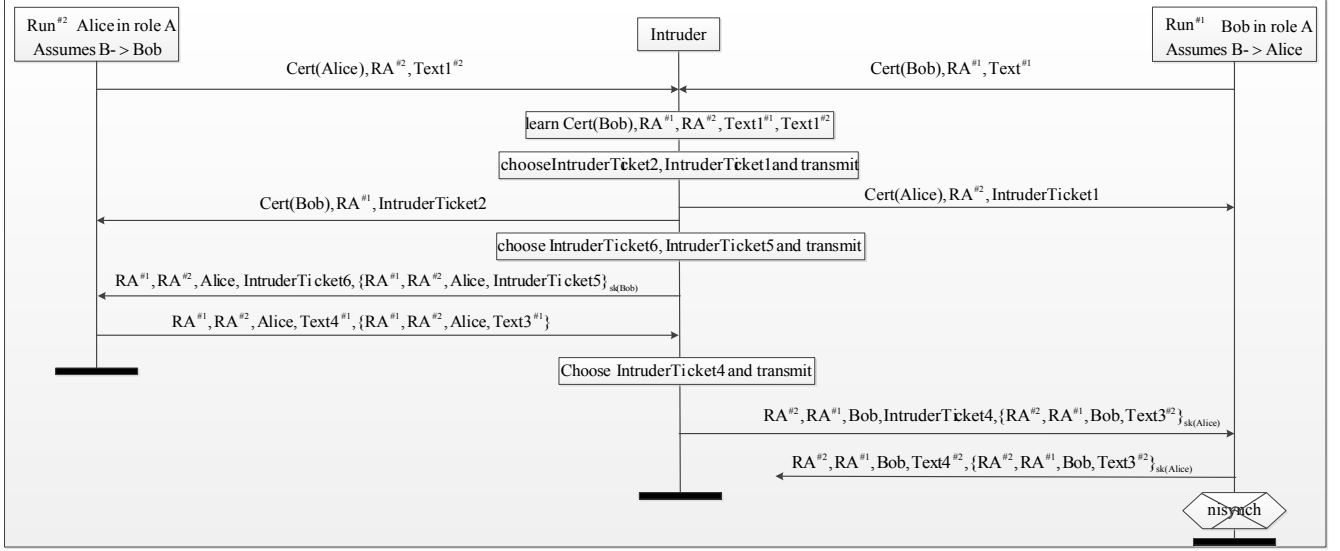 Run#2 Alice in role A
Assumes B- > Bob
Intruder
Run#1 Bob in role A
Assumes B- > Alice
Cert(Alice),RA#2,Text1#2
Cert(Bob),RA#1,Text#1
learn Cert(Bob),RA#1,RA#2,Text1#1,Text1#2
chooseIntruderTicket2,IntruderTicket1and transmit
Cert(Bob),RA#1,IntruderTicket2
Cert(Alice),RA#2,IntruderTicket1
choose IntruderTicket6, IntruderTicket5 and transmit
RA#1,RA#2,Alice, IntruderTicket6,{RA#1,RA#2,Alice, IntruderTicket5}sk(Bob)
RA#1,RA#2,Alice,Text4#1,{RA#1,RA#2,Alice,Text3#1}
Choose IntruderTicket4 and transmit
RA#2,RA#1,Bob,IntruderTicket4,{RA#2,RA#1,Bob,Text3#2}sk(Alice)
RA#2,RA#1,Bob,Text4#2,{RA#2,RA#1,Bob,Text3#2}sk(Alice)
nisynch